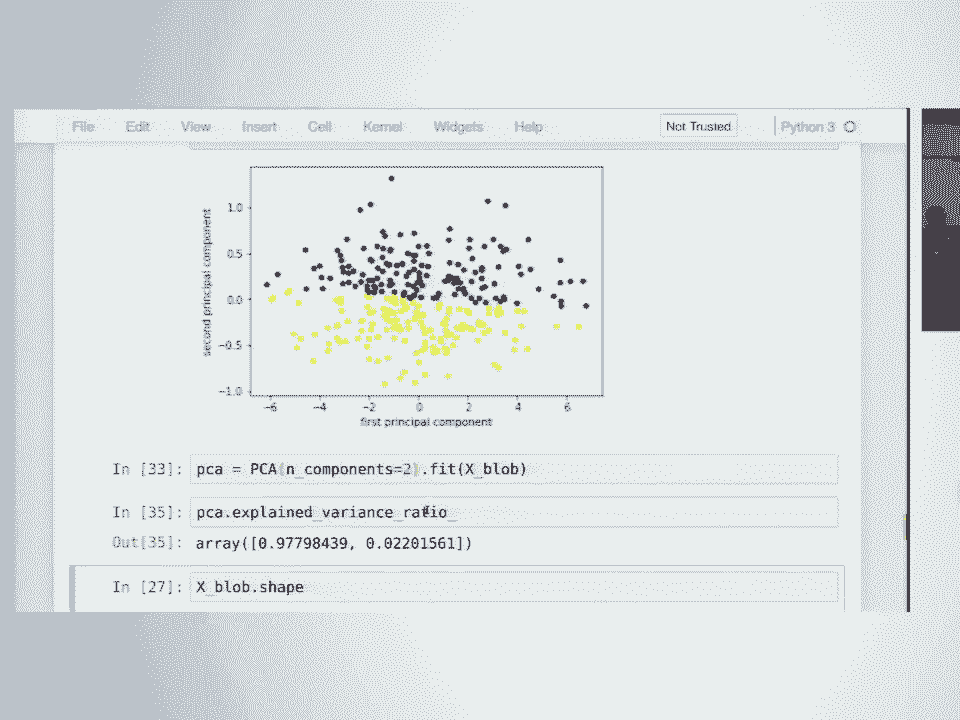 File Edit View Insert Cell Kernel Widgets Help Not Trusted Python 3
1.0
0.5
0.0
−0.5
−1.0
second principal component
−6 −4 −2 0 2 4 6
first principal component
In [33]: pca = PCA(n_components=2).fit(X_blob)
In [35]: pca.explained_variance_ratio_
Out[35]: array([0.97798439, 0.02201561])
In [27]: X_blob.shape